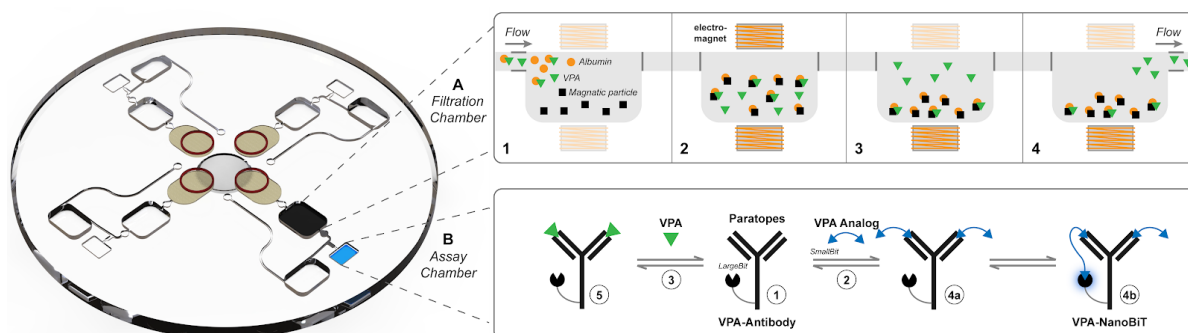 A
Filtration
Chamber
B
Assay
Chamber
Flow
Albumin
VPA
Magnatic particle
1
electro-
magnet
2
3
Flow
4
5
VPA
3
Paratopes
LargeBit
1
VPA-Antibody
VPA Analog
SmallBit
2
4a
4b
VPA-NanoBiT